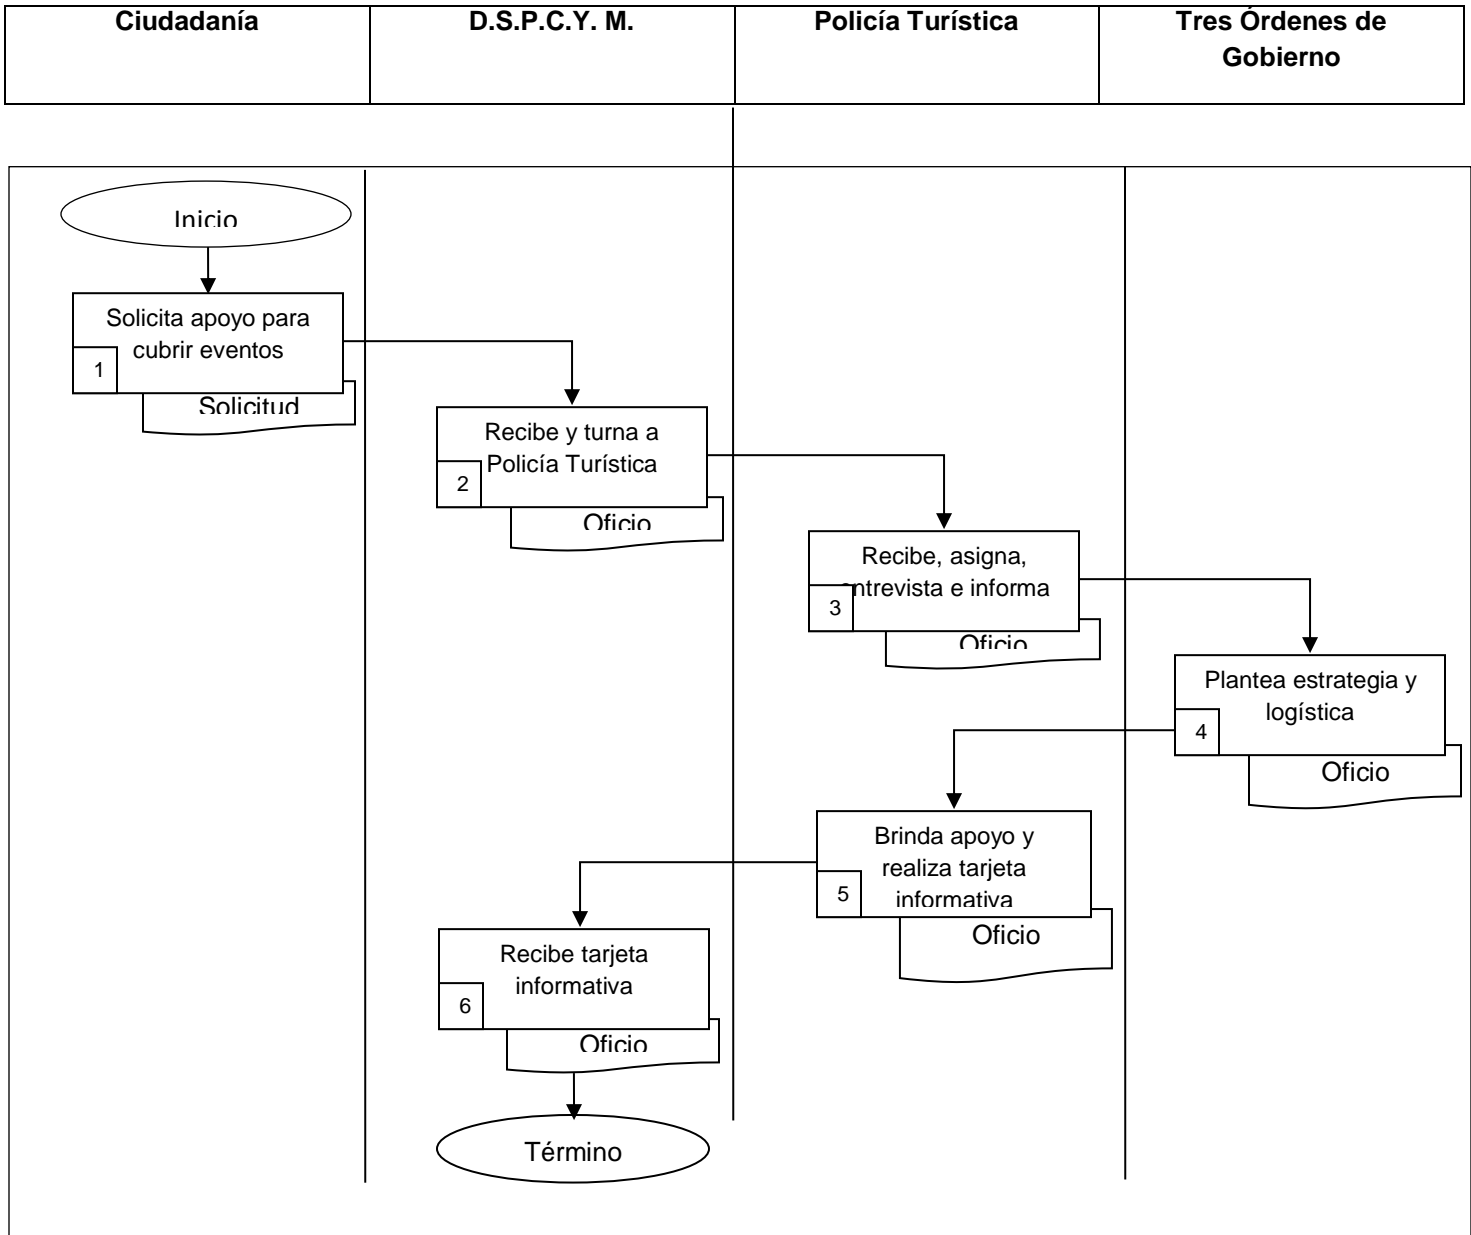 Ciudadanía
D.S.P.C.Y. M.
Policía Turística
Tres Órdenes de
Gobierno
Inicio
Solicita apoyo para
cubrir eventos
1
Solicitud
Recibe y turna a
Policía Turística
2
Oficio
Recibe, asigna,
entrevista e informa
3
Oficio
Plantea estrategia y
logística
4
Oficio
Brinda apoyo y
realiza tarjeta
informativa
5
Oficio
Recibe tarjeta
informativa
6
Oficio
Término